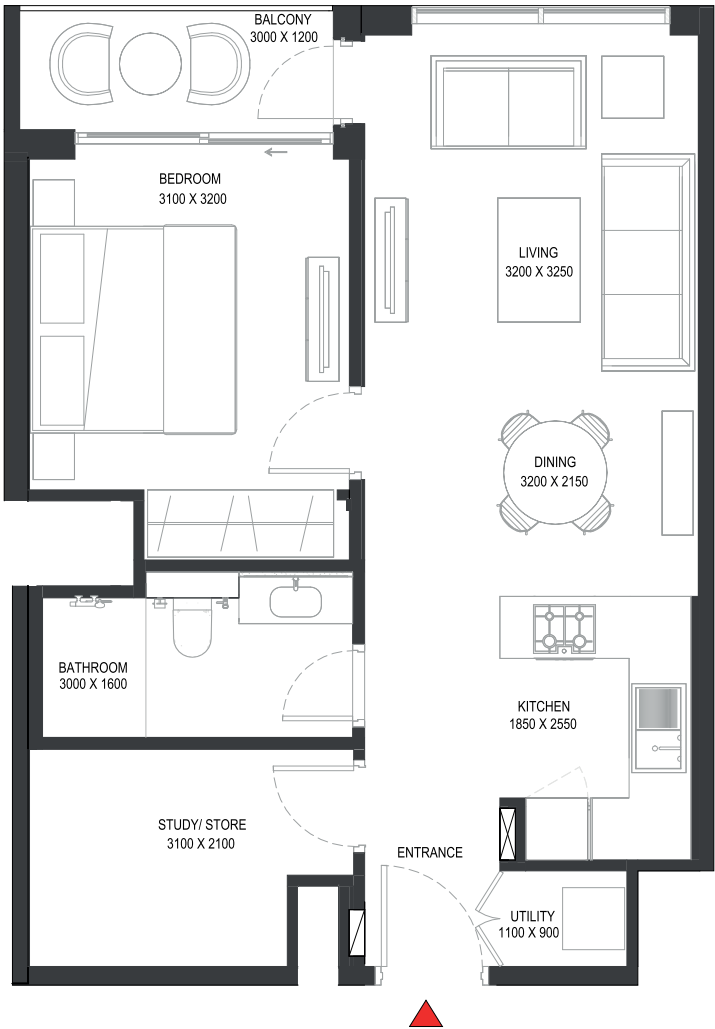 BALCONY
3000 X 1200
BEDROOM
3100 X 3200
LIVING
3200 X 3250
DINING
3200 X 2150
BATHROOM
3000 X 1600
KITCHEN
1850 X 2550
STUDY/ STORE
3100 X 2100
ENTRANCE
UTILITY
1100 X 900